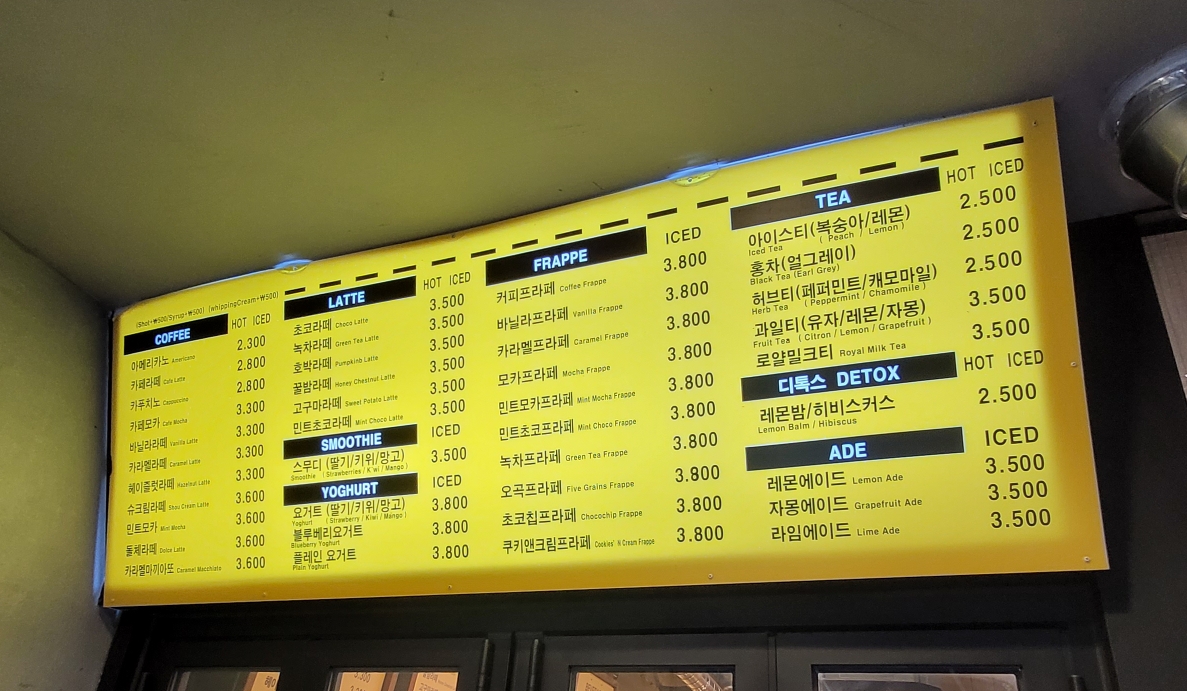 (Shot+₩500/Syrup+₩500) (whippingCream+₩500)
COFFEE HOT ICED
아메리카노 Americano 2.300
카페라떼 Cafe Latte 2.800
카푸치노 Cappuccino 2.800
카페모카 Cafe Mocha 3.300
바닐라라떼 Vanilla Latte 3.300
카라멜라떼 Caramel Latte 3.300
헤이즐럿라떼 Hazelnut Latte 3.300
슈크림라떼 Shou Cream Latte 3.600
민트모카 Mint Mocha 3.600
돌체라떼 Dolce Latte 3.600
카라멜마끼아또 Caramel Macchiato 3.600
LATTE HOT ICED
초코라떼 Choco Latte 3.500
녹차라떼 Green Tea Latte 3.500
호박라떼 Pumpkinb Latte 3.500
꿀밤라떼 Honey Chestnut Latte 3.500
고구마라떼 Sweet Potato Latte 3.500
민트초코라떼 Mint Choco Latte 3.500
SMOOTHIE ICED
스무디 (딸기/키위/망고) 3.500
Smoothie (Strawberries / Kiwi / Mango)
YOGHURT ICED
요거트 (딸기/키위/망고) 3.800
Yoghurt (Strawberry / Kiwi / Mango)
블루베리요거트 3.800
Blueberry Yoghurt
플레인 요거트 3.800
Plain Yoghurt
FRAPPE ICED
커피프라페 Coffee Frappe 3.800
바닐라프라페 Vanilla Frappe 3.800
카라멜프라페 Caramel Frappe 3.800
모카프라페 Mocha Frappe 3.800
민트모카프라페 Mint Mocha Frappe 3.800
민트초코프라페 Mint Choco Frappe 3.800
녹차프라페 Green Tea Frappe 3.800
오곡프라페 Five Grains Frappe 3.800
초코칩프라페 Chocochip Frappe 3.800
쿠키앤크림프라페 Cookies' N Cream Frappe 3.800
TEA HOT ICED
아이스티(복숭아/레몬) 2.500
Iced Tea (Peach / Lemon)
홍차(얼그레이) 2.500
Black Tea (Earl Grey)
허브티(페퍼민트/캐모마일) 2.500
Herb Tea (Peppermint / Chamomile)
과일티(유자/레몬/자몽) 3.500
Fruit Tea (Citron / Lemon / Grapefruit)
로얄밀크티 Royal Milk Tea 3.500
디톡스 DETOX HOT ICED
레몬밤/히비스커스 2.500
Lemon Balm / Hibiscus
ADE ICED
레몬에이드 Lemon Ade 3.500
자몽에이드 Grapefruit Ade 3.500
라임에이드 Lime Ade 3.500